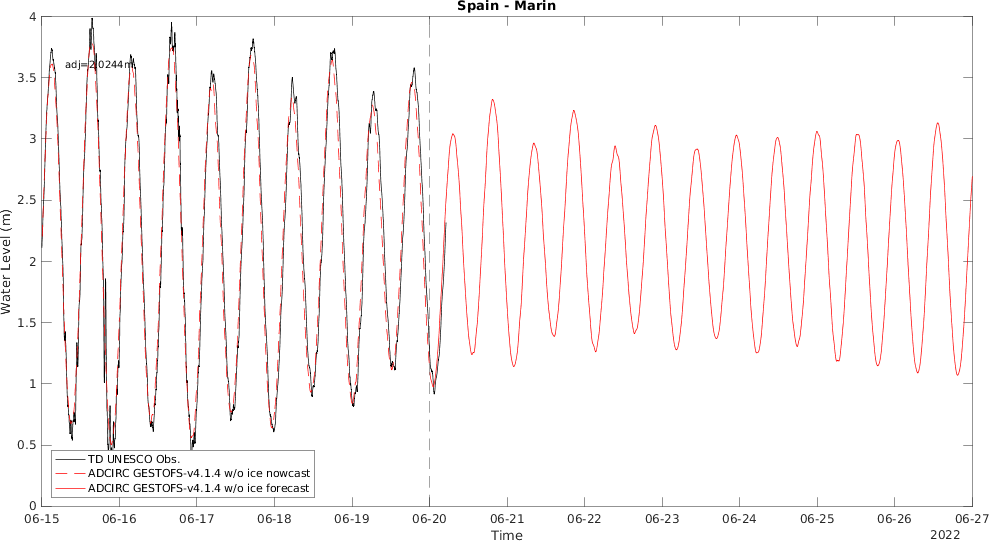 Spain - Marin
4
adj=2.0244m
3.5
3
2.5
2
1.5
1
0.5
0
Water Level (m)
TD UNESCO Obs.
ADCIRC GESTOFS-v4.1.4 w/o ice nowcast
ADCIRC GESTOFS-v4.1.4 w/o ice forecast
06-15 06-16 06-17 06-18 06-19 06-20 06-21 06-22 06-23 06-24 06-25 06-26 06-27
Time
2022